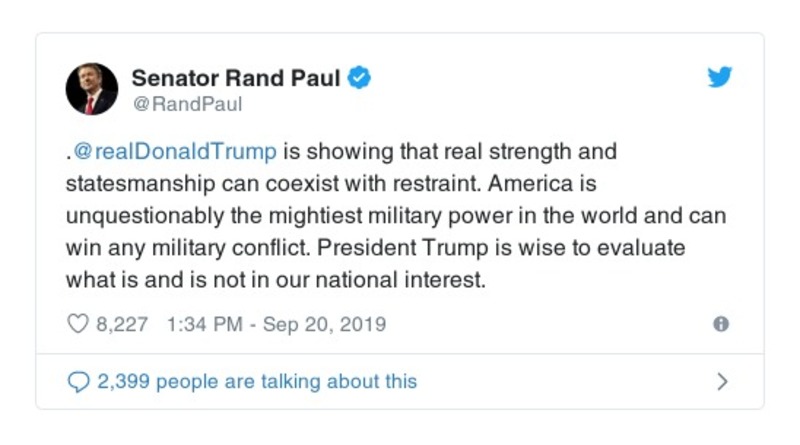 Senator Rand Paul
@RandPaul
.@realDonaldTrump is showing that real strength and
statesmanship can coexist with restraint. America is
unquestionably the mightiest military power in the world and can
win any military conflict. President Trump is wise to evaluate
what is and is not in our national interest.
8,227 1:34 PM - Sep 20, 2019
2,399 people are talking about this